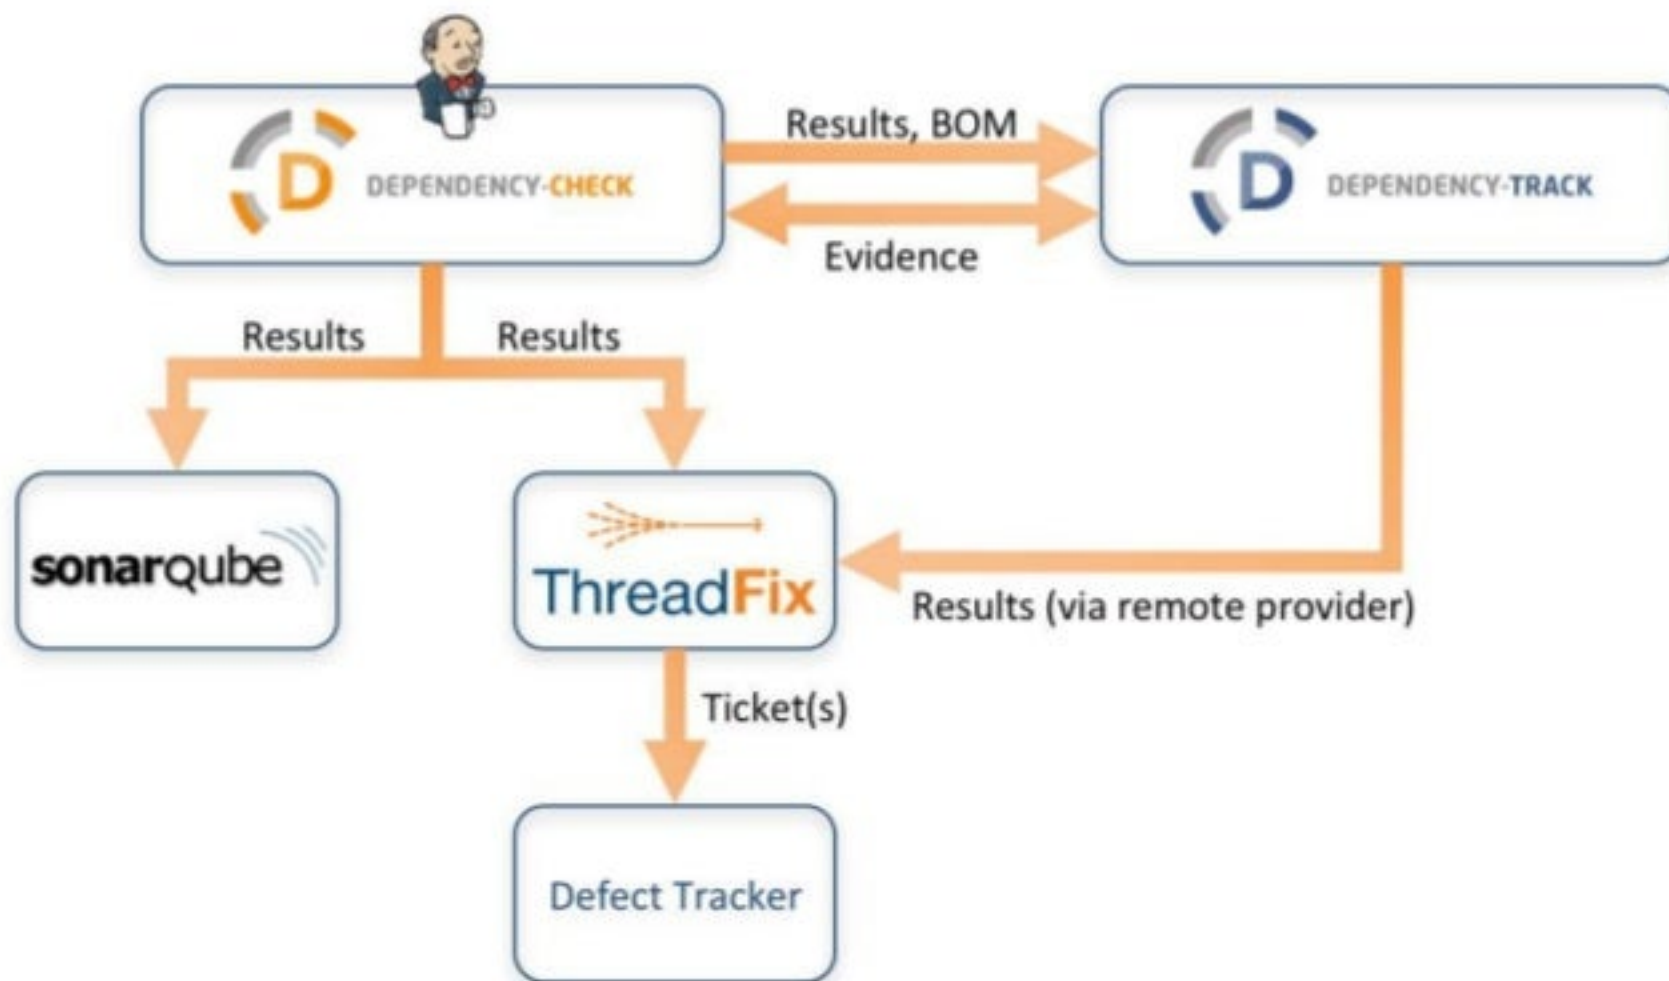 Results, BOM
D DEPENDENCY-CHECK
D DEPENDENCY-TRACK
Evidence
Results
Results
sonarqube
ThreadFix
Results (via remote provider)
Ticket(s)
Defect Tracker